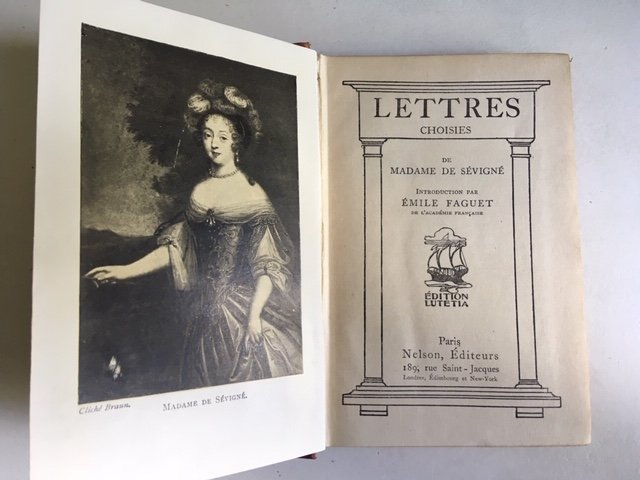 Cliché Braun.
MADAME DE SÉVIGNÉ.
LETTRES
CHOISIES
DE
MADAME DE SÉVIGNÉ
INTRODUCTION PAR
ÉMILE FAGUET
DE L'ACADÉMIE FRANÇAISE
ÉDITION
LUTETIA
Paris
Nelson, Éditeurs
189, rue Saint-Jacques
Londres, Édimbourg et New-York